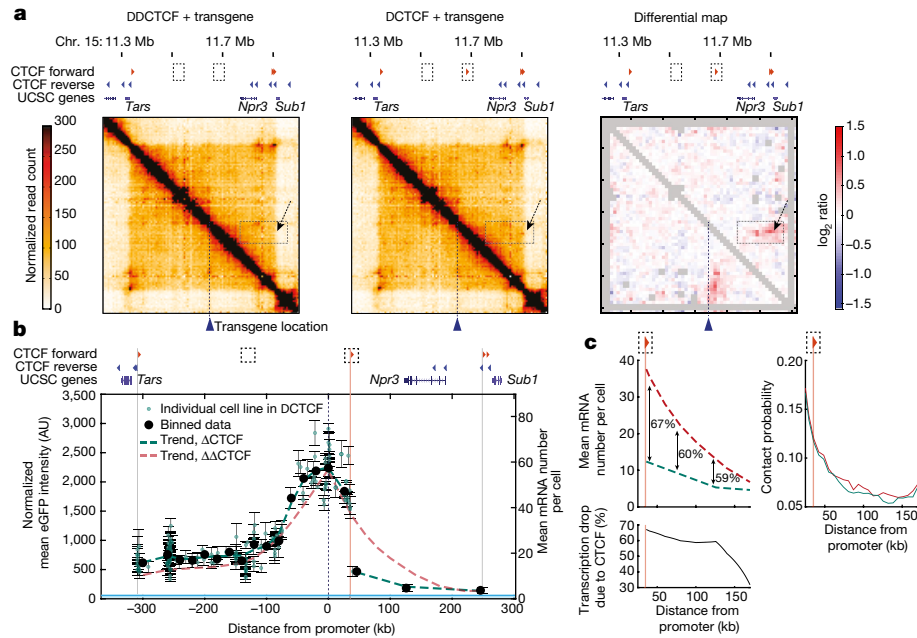 a
DDCTCF + transgene
DCTCF + transgene
Differential map
Chr. 15: 11.3 Mb 11.7 Mb
11.3 Mb 11.7 Mb
11.3 Mb 11.7 Mb
CTCF forward
CTCF reverse
UCSC genes
Tars Npr3 Sub1
Tars Npr3 Sub1
Tars Npr3 Sub1
Normalized read count
300
250
200
150
100
50
0
log2 ratio
1.5
1.0
0.5
0
−0.5
−1.0
−1.5
Transgene location
b
CTCF forward
CTCF reverse
UCSC genes
Tars Npr3 Sub1
Normalized
mean eGFP intensity (AU)
3,500
3,000
2,500
2,000
1,500
1,000
500
0
Individual cell line in DCTCF
Binned data
Trend, ΔCTCF
Trend, ΔΔCTCF
80
60
40
20
0
Mean mRNA number
per cell
−300 −200 −100 0 100 200 300
Distance from promoter (kb)
c
Mean mRNA
number per cell
40
30
20
10
0
67%
60%
59%
Transcription drop
due to CTCF (%)
70
60
50
40
30
50 100 150
Distance from
promoter (kb)
Contact probability
0.20
0.15
0.10
0.05
50 100 150
Distance from
promoter (kb)